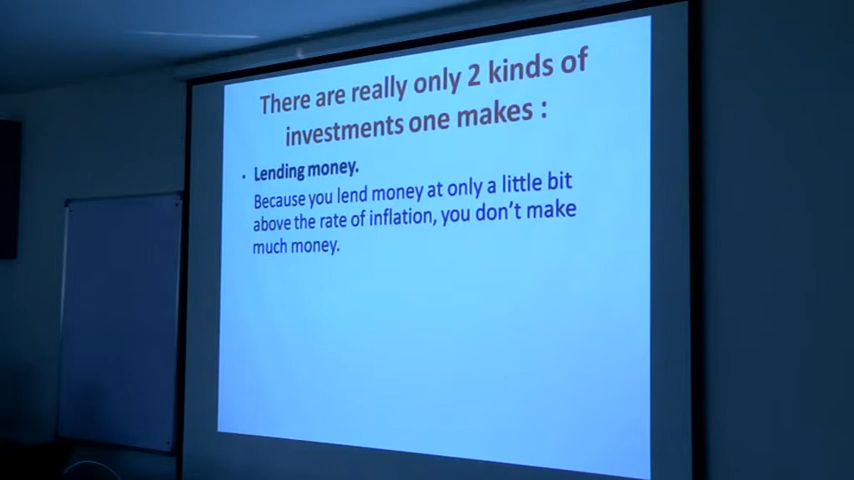 There are really only 2 kinds of
investments one makes :
• Lending money.
Because you lend money at only a little bit
above the rate of inflation, you don't make
much money.